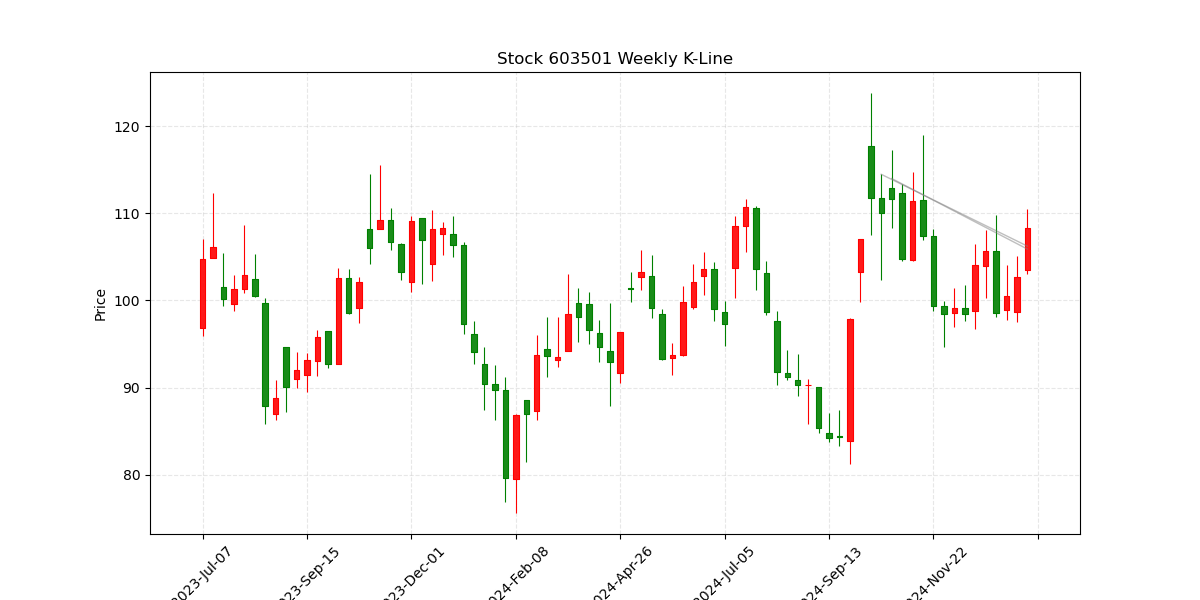 Stock 603501 Weekly K-Line
Price
120
110
100
90
80
2023-Jul-07
2023-Sep-15
2023-Dec-01
2024-Feb-08
2024-Apr-26
2024-Jul-05
2024-Sep-13
2024-Nov-22